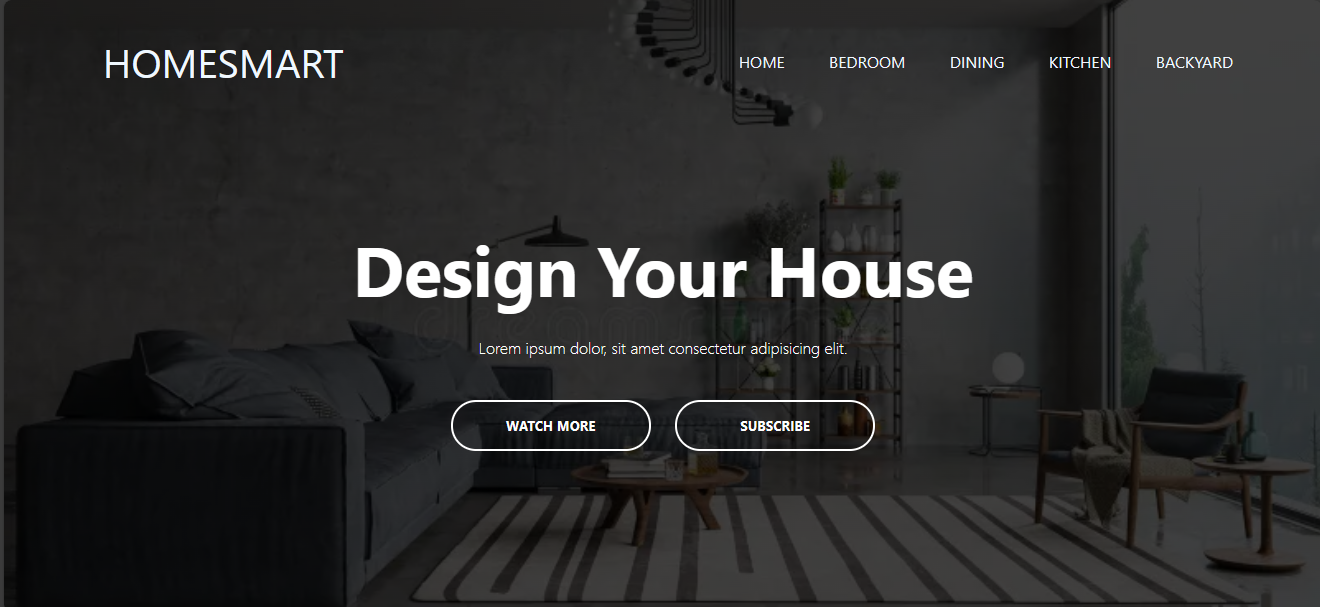 HOMESMART
HOME BEDROOM DINING KITCHEN BACKYARD
Design Your House
dreamstime
Lorem ipsum dolor, sit amet consectetur adipisicing elit.
WATCH MORE SUBSCRIBE